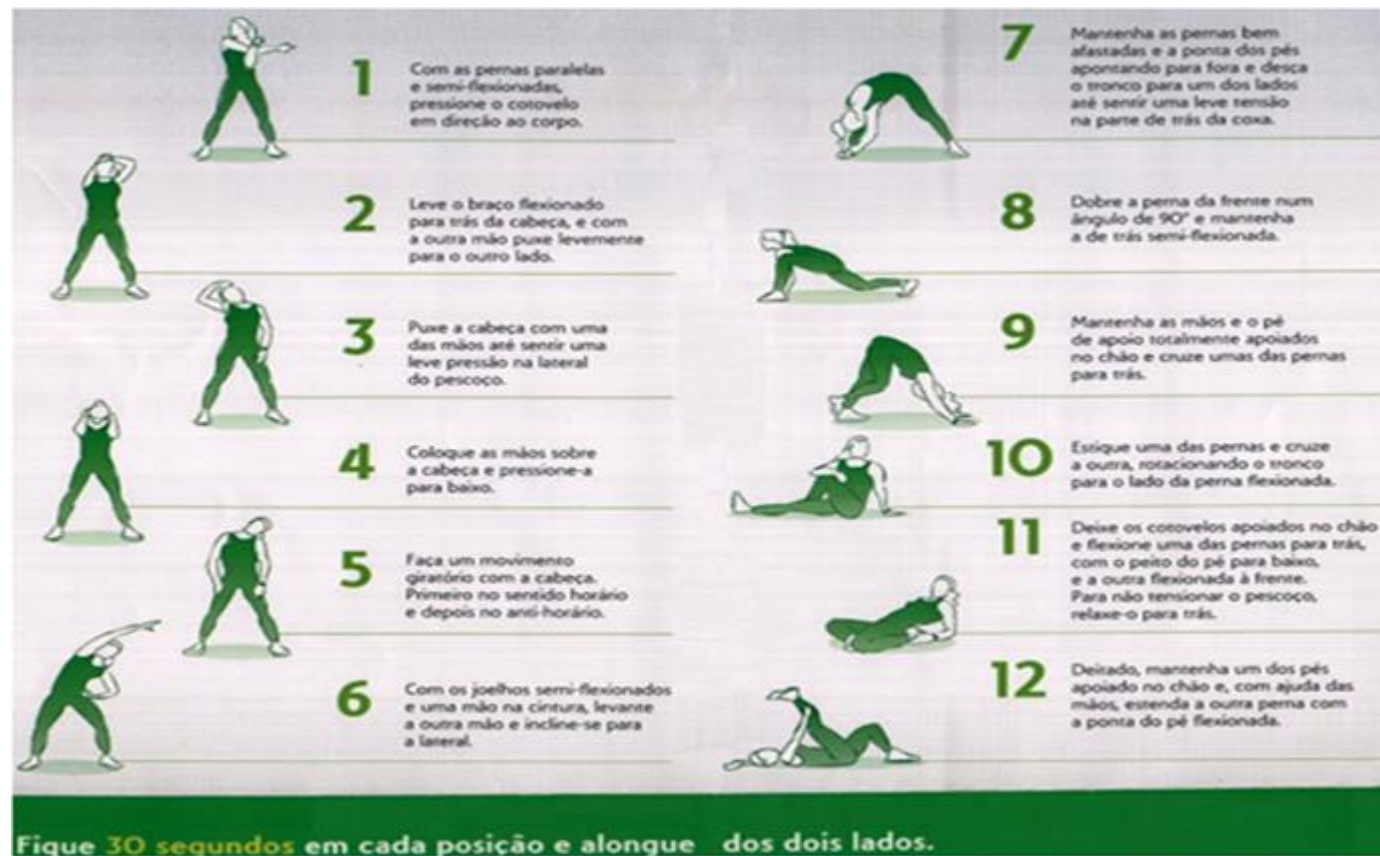 1
Com as pernas paralelas
e semi-flexionadas,
pressione o cotovelo
em direção ao corpo.
2
Leve o braço flexionado
para trás da cabeça, e com
a outra mão puxe levemente
para o outro lado.
3
Puxe a cabeça com uma
das mãos até sentir uma
leve pressão na lateral
do pescoço.
4
Coloque as mãos sobre
a cabeça e pressione-a
para baixo.
5
Faça um movimento
giratório com a cabeça.
Primeiro no sentido horário
e depois no anti-horário.
6
Com os joelhos semi-flexionados
e uma mão na cintura, levante
a outra mão e incline-se para
a lateral.
7
Mantenha as pernas bem
afastadas e a ponta dos pés
apontando para fora e desça
o tronco para um dos lados
até sentir uma leve tensão
na parte de trás da coxa.
8
Dobre a perna da frente num
ângulo de 90° e mantenha
a de trás semi-flexionada.
9
Mantenha as mãos e o pé
de apoio totalmente apoiados
no chão e cruze umas das pernas
para trás.
10
Estique uma das pernas e cruze
a outra, rotacionando o tronco
para o lado da perna flexionada.
11
Deixe os cotovelos apoiados no chão
e flexione uma das pernas para trás,
com o peito do pé para baixo,
e a outra flexionada à frente.
Para não tensionar o pescoço,
relaxe-o para trás.
12
Deitado, mantenha um dos pés
apoiado no chão e, com ajuda das
mãos, estenda a outra perna com
a ponta do pé flexionada.
Fique 30 segundos em cada posição e alongue dos dois lados.